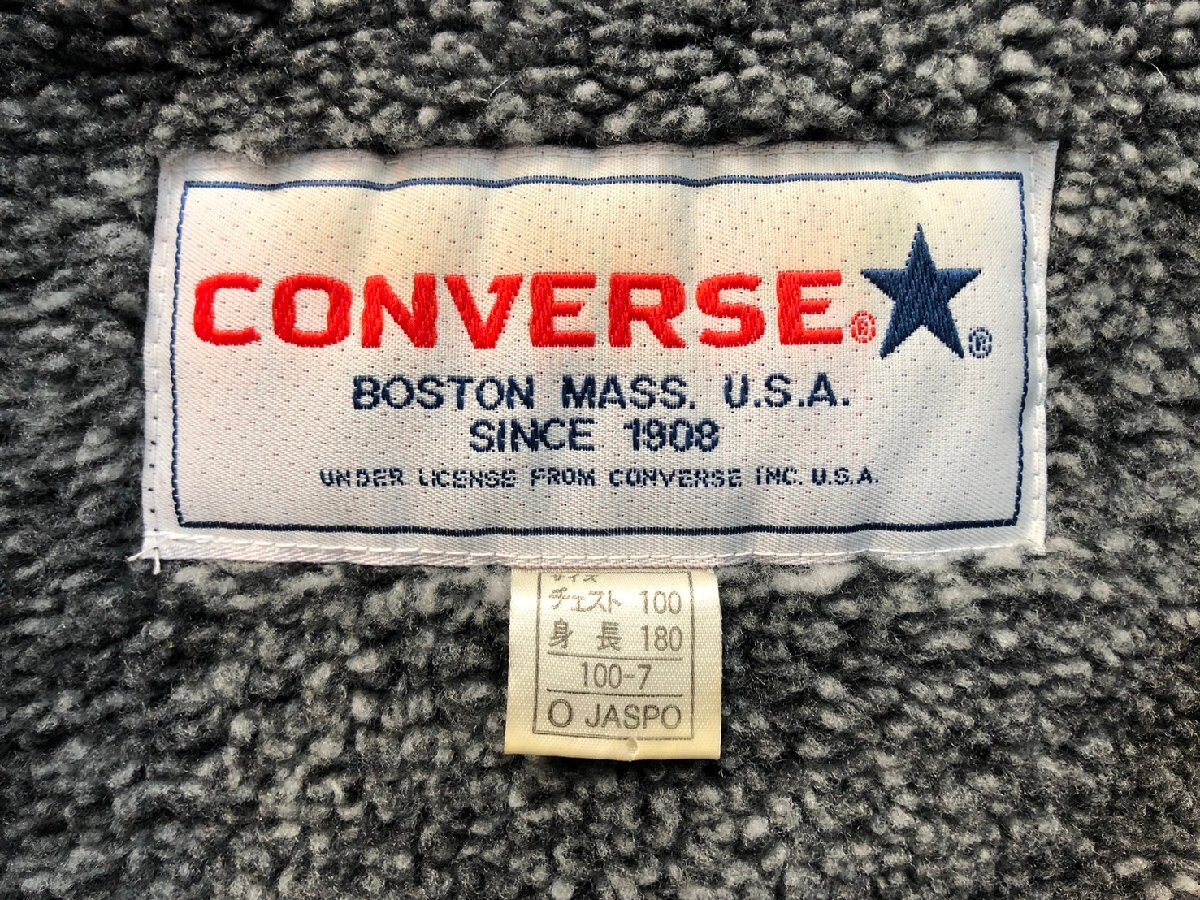 CONVERSE®★®
BOSTON MASS. U.S.A.
SINCE 1908
UNDER LICENSE FROM CONVERSE INC. U.S.A.
サイズ
チェスト 100
身長 180
100-7
O JASPO